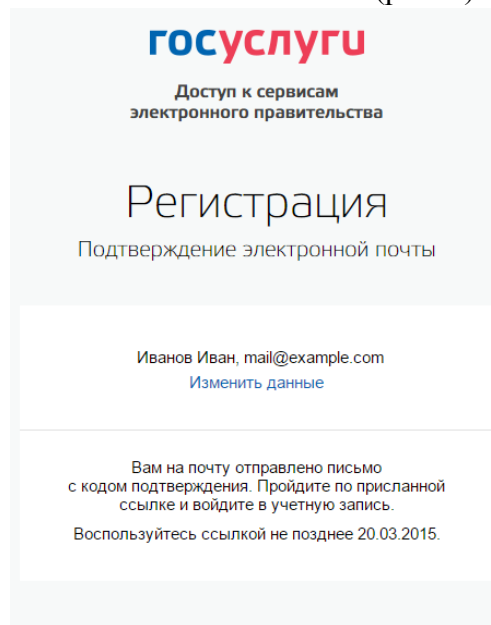 госуслуги
Доступ к сервисам
электронного правительства
Регистрация
Подтверждение электронной почты
Иванов Иван, mail@example.com
Изменить данные
Вам на почту отправлено письмо
с кодом подтверждения. Пройдите по присланной
ссылке и войдите в учетную запись.
Воспользуйтесь ссылкой не позднее 20.03.2015.